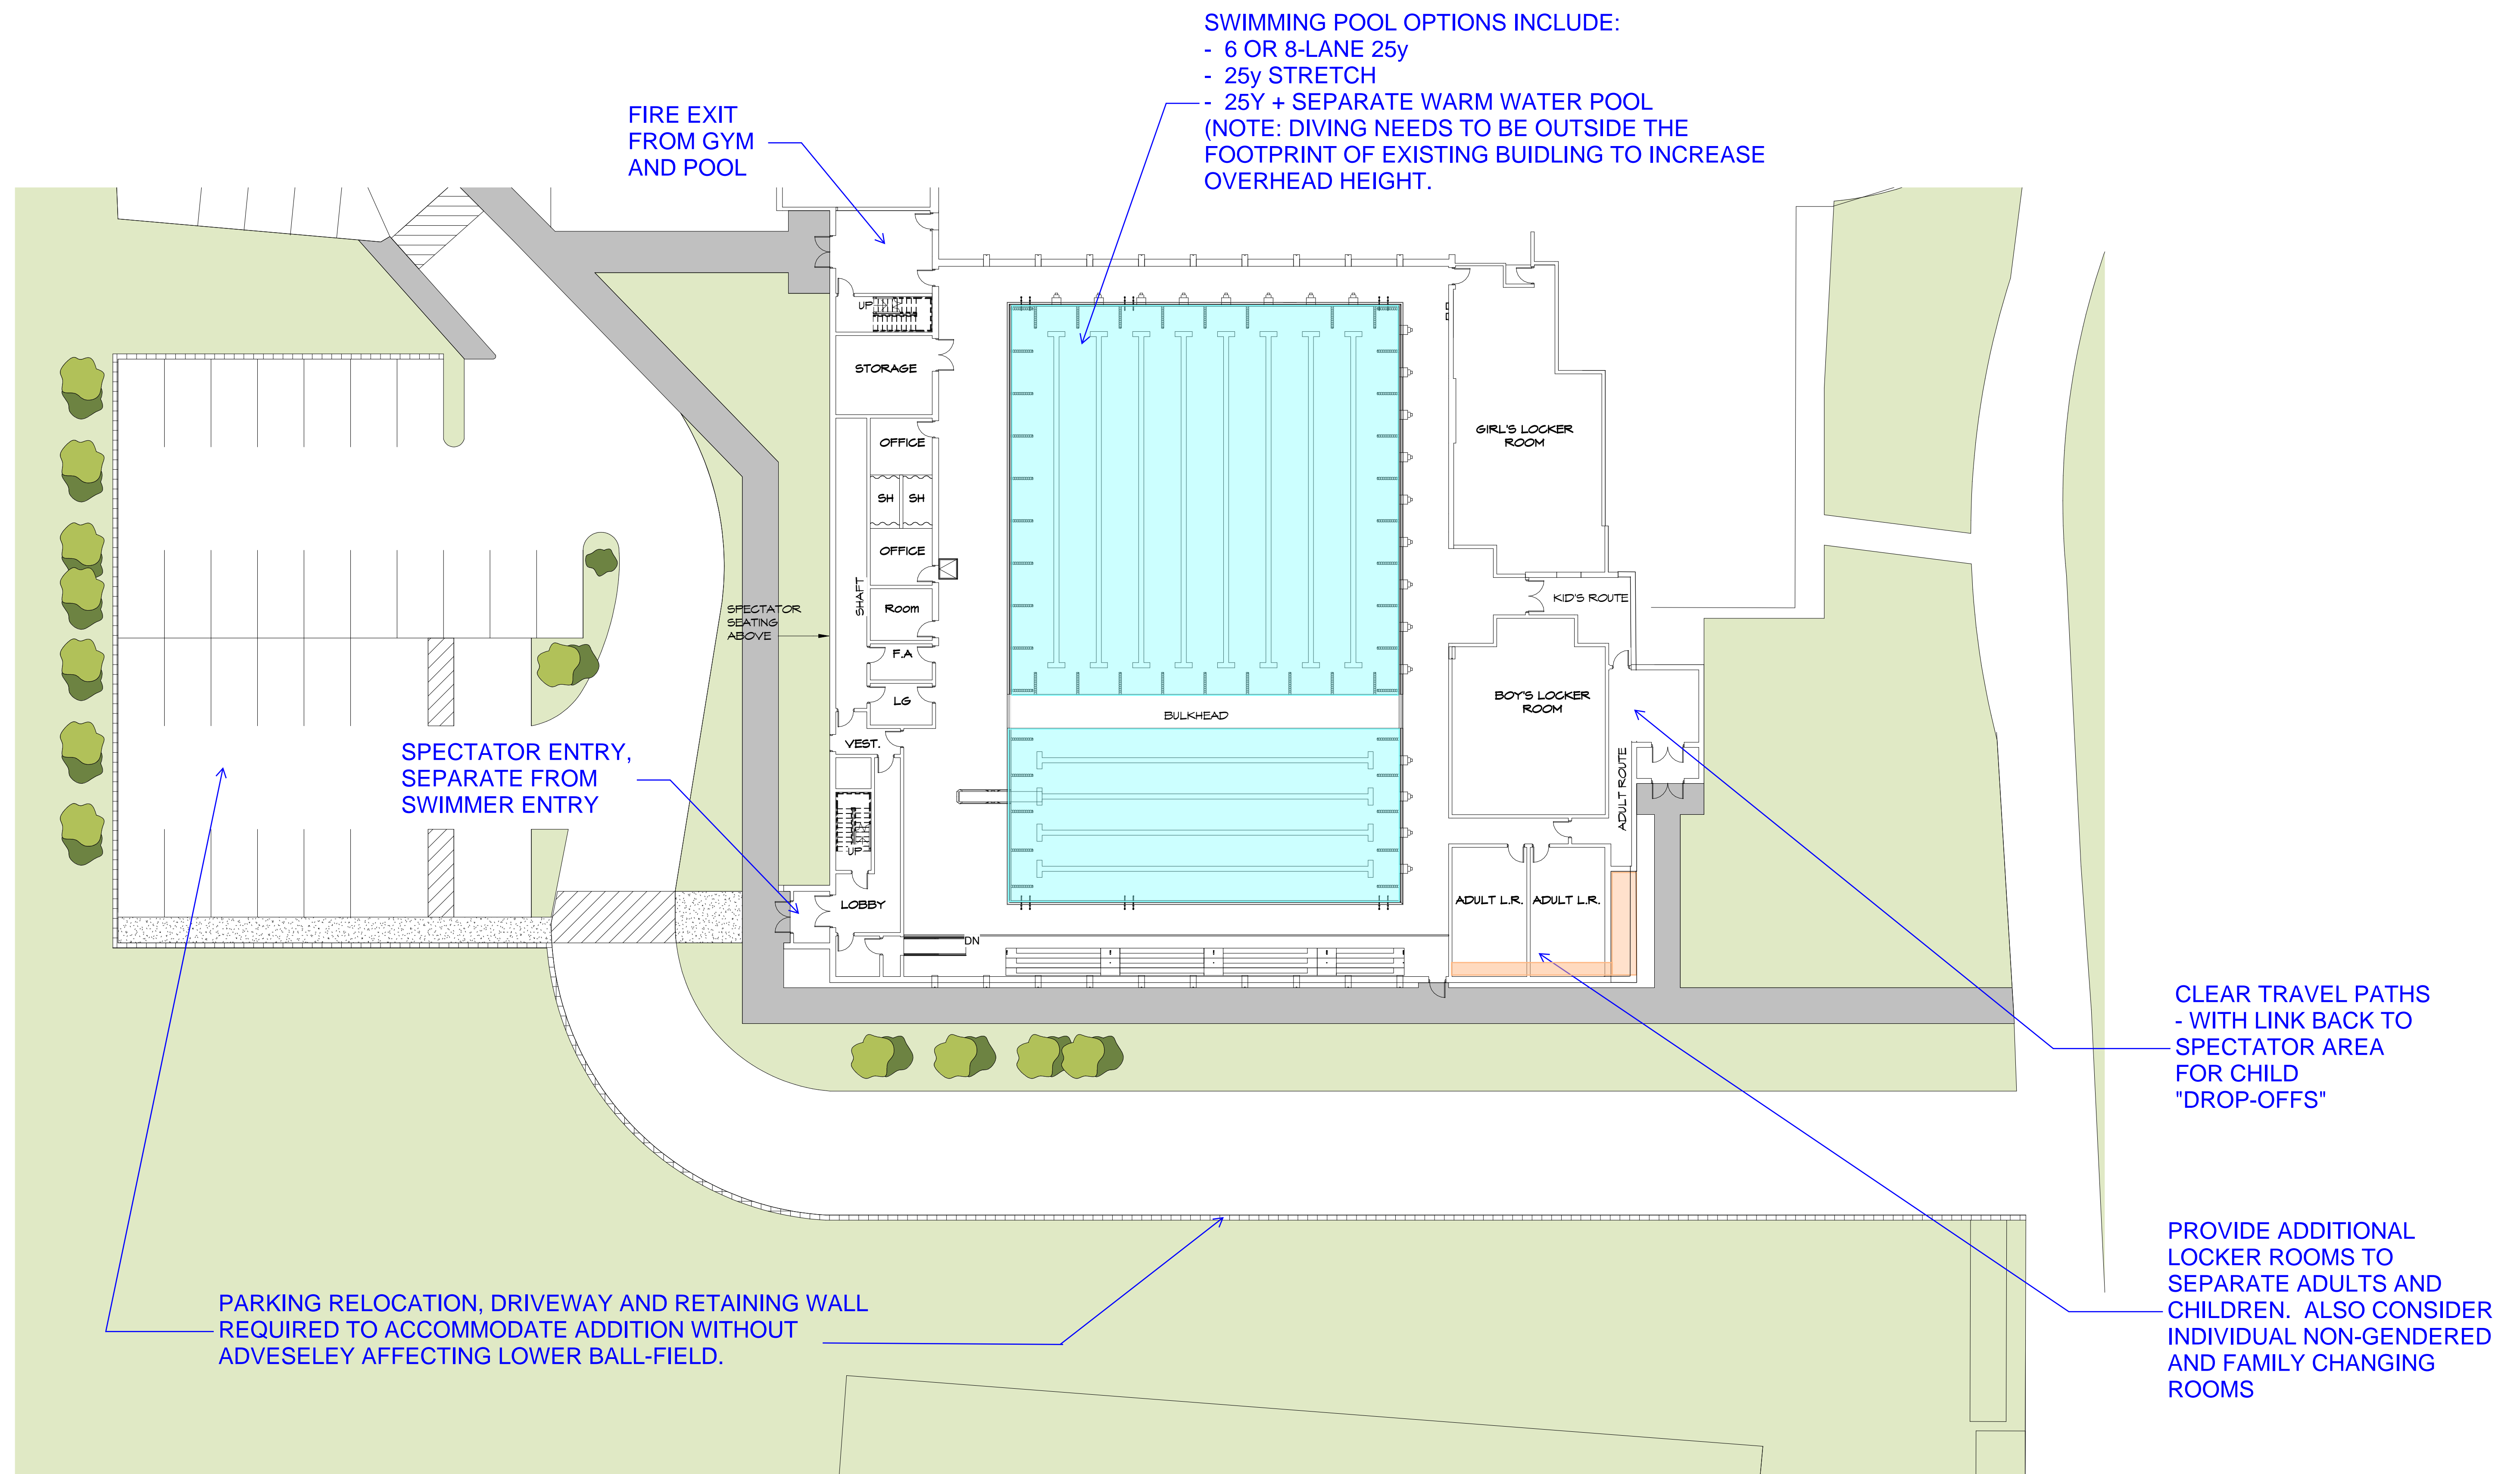 SWIMMING POOL OPTIONS INCLUDE:
- 6 OR 8-LANE 25y
- 25y STRETCH
- 25Y + SEPARATE WARM WATER POOL
(NOTE: DIVING NEEDS TO BE OUTSIDE THE
FOOTPRINT OF EXISTING BUIDLING TO INCREASE
OVERHEAD HEIGHT.
FIRE EXIT
FROM GYM
AND POOL
UP
STORAGE
OFFICE
SH SH
OFFICE
SHAFT
Room
SPECTATOR
SEATING
ABOVE
F.A
LG
VEST.
UP
LOBBY
DN
BULKHEAD
GIRL'S LOCKER
ROOM
KID'S ROUTE
BOY'S LOCKER
ROOM
ADULT ROUTE
ADULT L.R. ADULT L.R.
SPECTATOR ENTRY,
SEPARATE FROM
SWIMMER ENTRY
CLEAR TRAVEL PATHS
- WITH LINK BACK TO
SPECTATOR AREA
FOR CHILD
"DROP-OFFS"
PROVIDE ADDITIONAL
LOCKER ROOMS TO
SEPARATE ADULTS AND
CHILDREN. ALSO CONSIDER
INDIVIDUAL NON-GENDERED
AND FAMILY CHANGING
ROOMS
PARKING RELOCATION, DRIVEWAY AND RETAINING WALL
REQUIRED TO ACCOMMODATE ADDITION WITHOUT
ADVESELEY AFFECTING LOWER BALL-FIELD.